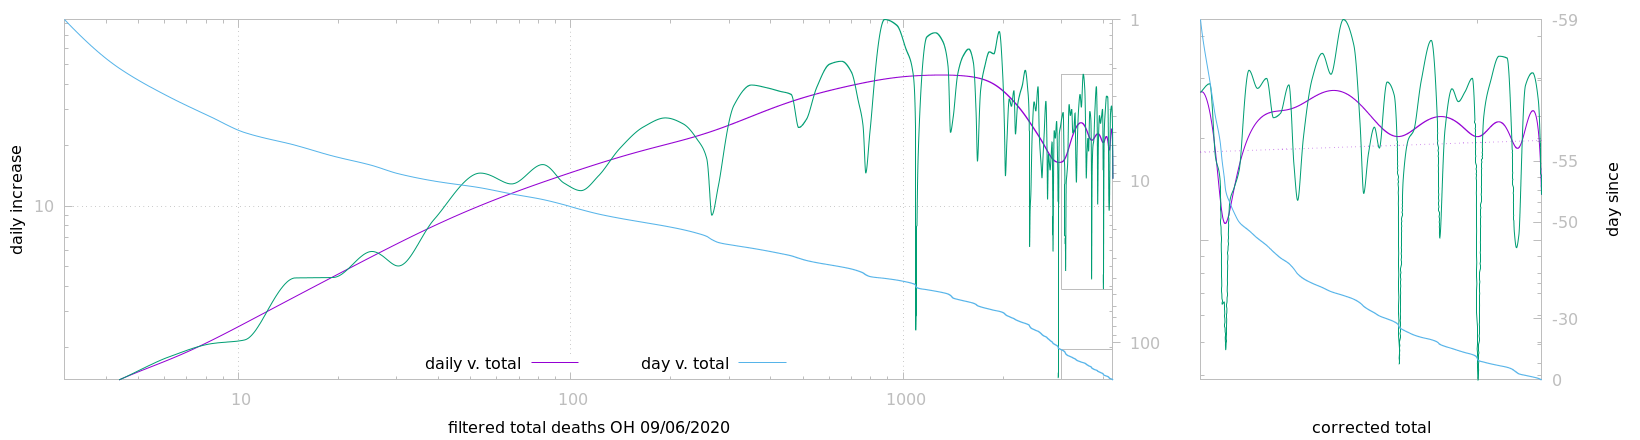 daily increase
10
daily v. total
day v. total
10
100
1000
1
10
100
filtered total deaths OH 09/06/2020
-59
-55
-50
-30
0
day since
corrected total